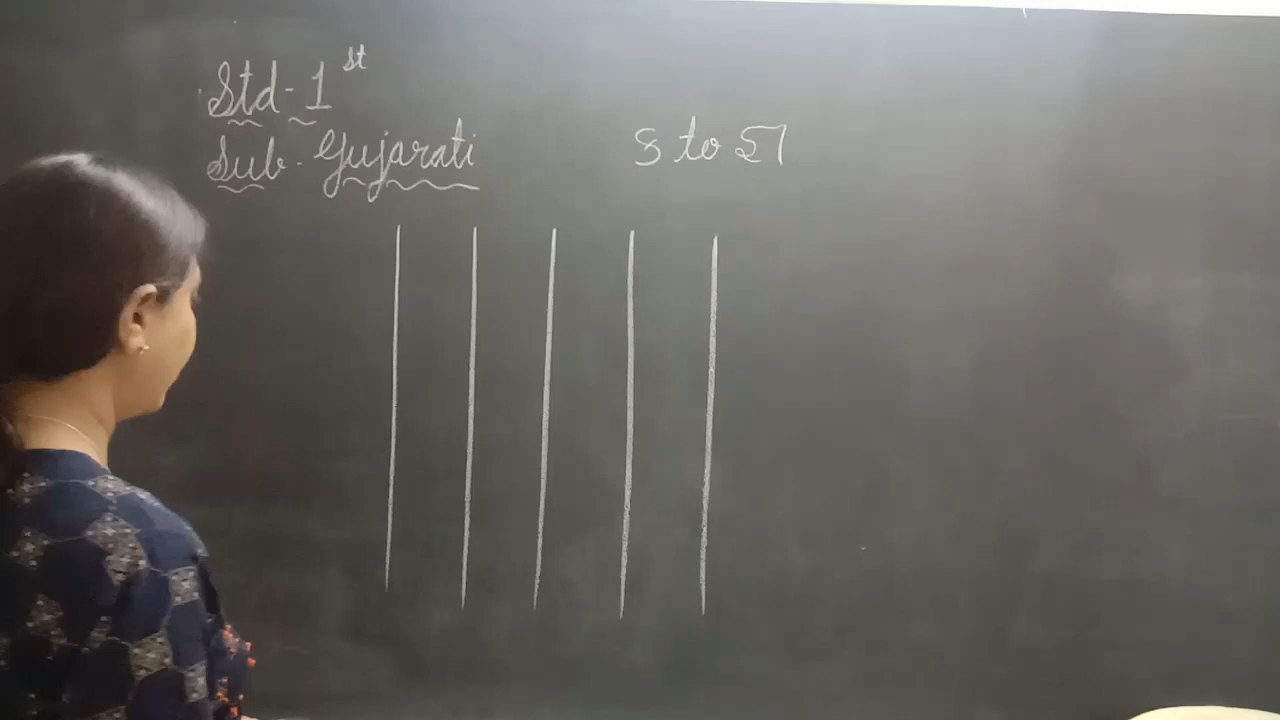 Std - 1st
Sub - Gujarati
ક to